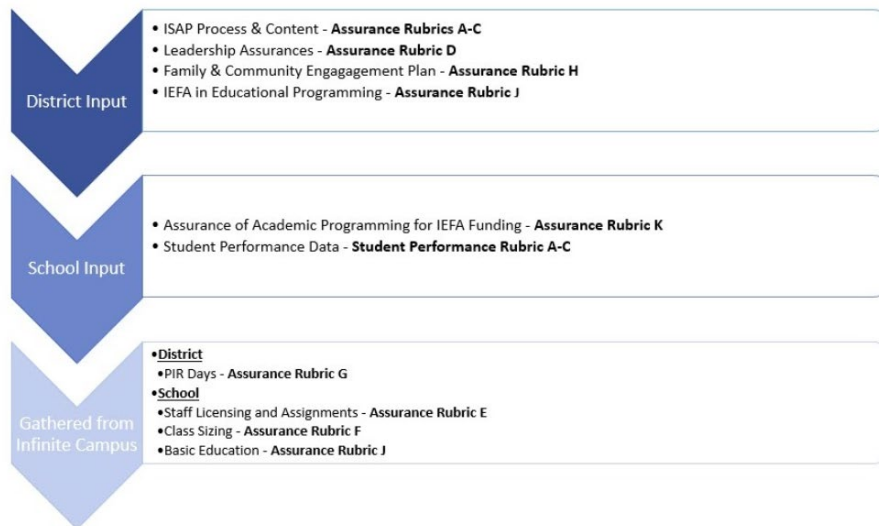 District Input
• ISAP Process & Content - Assurance Rubrics A-C
• Leadership Assurances - Assurance Rubric D
• Family & Community Engagagement Plan - Assurance Rubric H
• IEFA in Educational Programming - Assurance Rubric J
School Input
• Assurance of Academic Programming for IEFA Funding - Assurance Rubric K
• Student Performance Data - Student Performance Rubric A-C
Gathered from
Infinite Campus
•District
•PIR Days - Assurance Rubric G
•School
•Staff Licensing and Assignments - Assurance Rubric E
•Class Sizing - Assurance Rubric F
•Basic Education - Assurance Rubric J